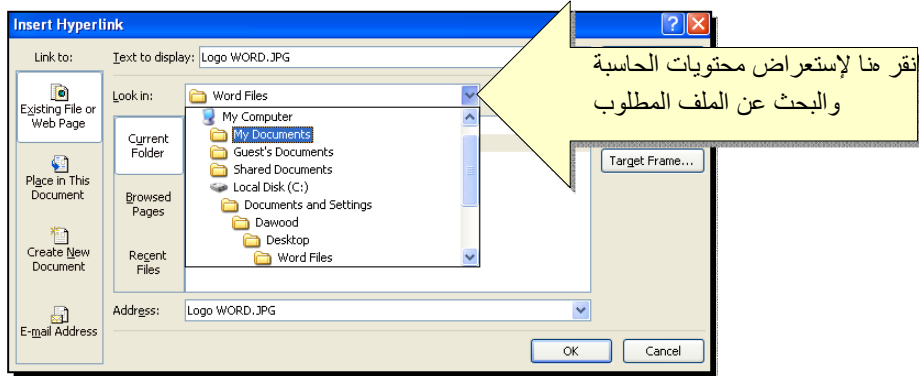 Insert Hyperlink
Link to:
Text to display: Logo WORD.JPG
Existing File or
Web Page
Place in This
Document
Create New
Document
E-mail Address
Look in: Word Files
Current
Folder
Browsed
Pages
Recent
Files
My Computer
My Documents
Guest's Documents
Shared Documents
Local Disk (C:)
Documents and Settings
Dawood
Desktop
Word Files
Address: Logo WORD.JPG
نقر هنا لإستعراض محتويات الحاسبة
والبحث عن الملف المطلوب
Target Frame...
OK
Cancel